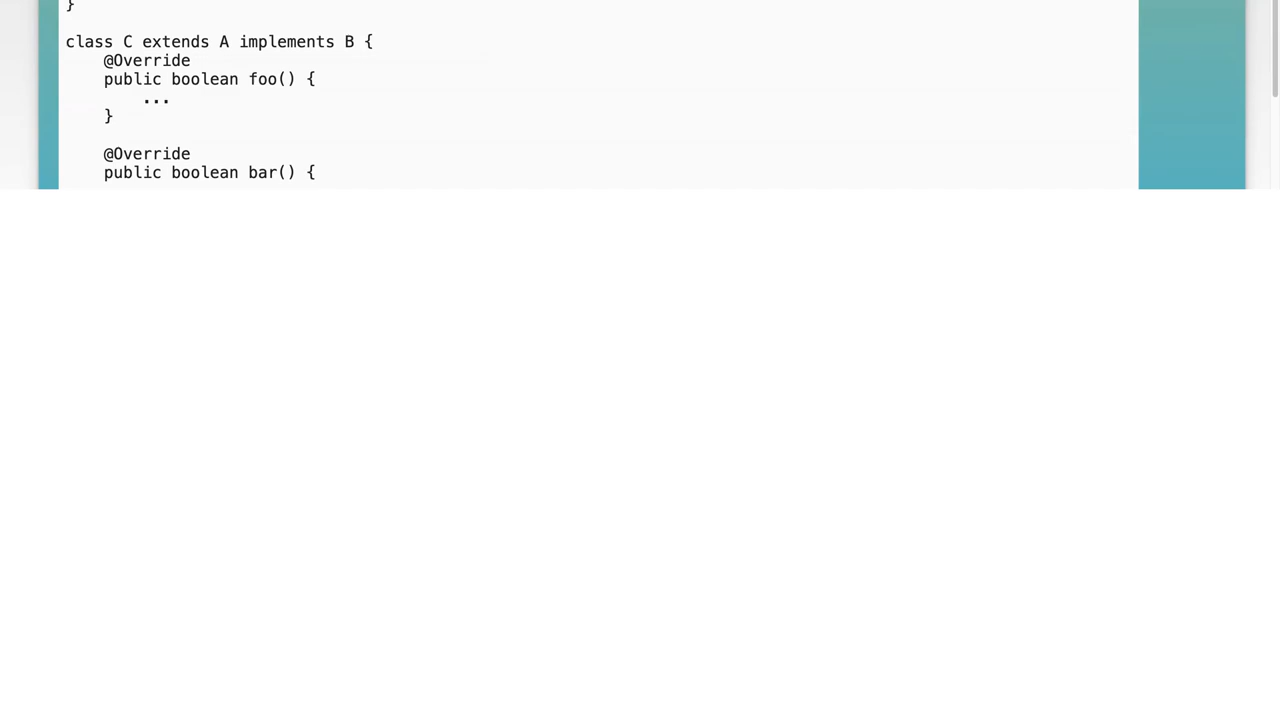 }
class C extends A implements B {
@Override
public boolean foo() {
...
}
@Override
public boolean bar() {